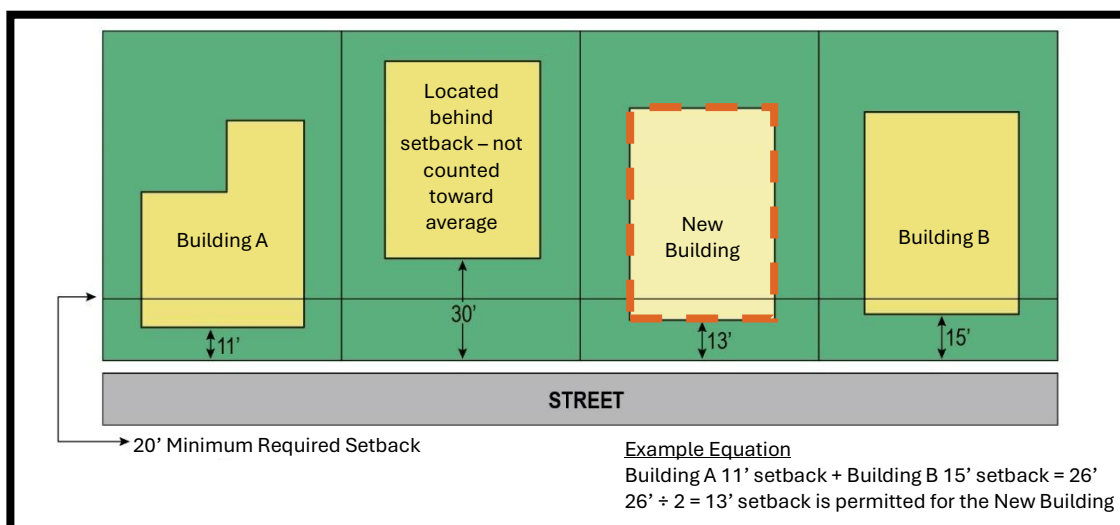 Located
behind
setback – not
counted
toward
average
Building A
New
Building
Building B
11’
30’
13’
15’
STREET
20’ Minimum Required Setback
Example Equation
Building A 11’ setback + Building B 15’ setback = 26’
26’ ÷ 2 = 13’ setback is permitted for the New Building